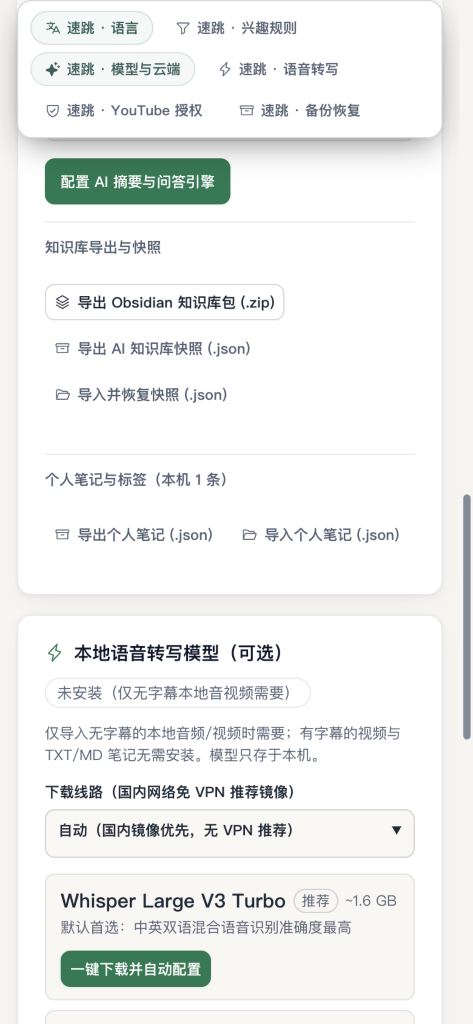 速跳 · 语言
速跳 · 兴趣规则
速跳 · 模型与云端
速跳 · 语音转写
速跳 · YouTube 授权
速跳 · 备份恢复
配置 AI 摘要与问答引擎
知识库导出与快照
导出 Obsidian 知识库包 (.zip)
导出 AI 知识库快照 (.json)
导入并恢复快照 (.json)
个人笔记与标签（本机 1 条）
导出个人笔记 (.json)
导入个人笔记 (.json)
本地语音转写模型（可选）
未安装（仅无字幕本地音视频需要）
仅导入无字幕的本地音频/视频时需要；有字幕的视频与
TXT/MD 笔记无需安装。模型只存于本机。
下载线路（国内网络免 VPN 推荐镜像）
自动（国内镜像优先，无 VPN 推荐）
Whisper Large V3 Turbo 推荐 ~1.6 GB
默认首选：中英双语混合语音识别准确度最高
一键下载并自动配置